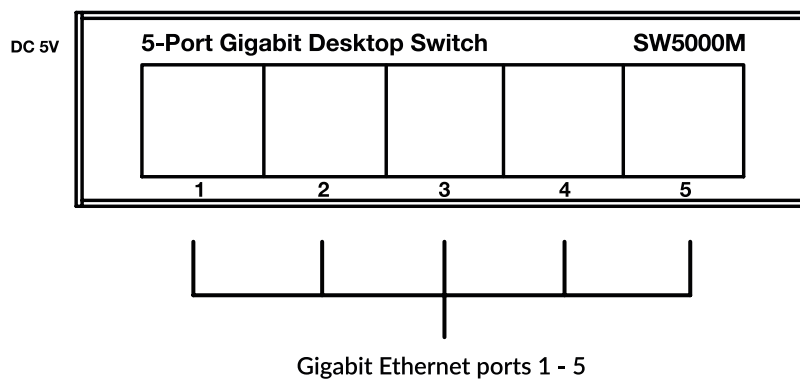 5-Port Gigabit Desktop Switch SW5000M
DC 5V
1 2 3 4 5
Gigabit Ethernet ports 1 - 5